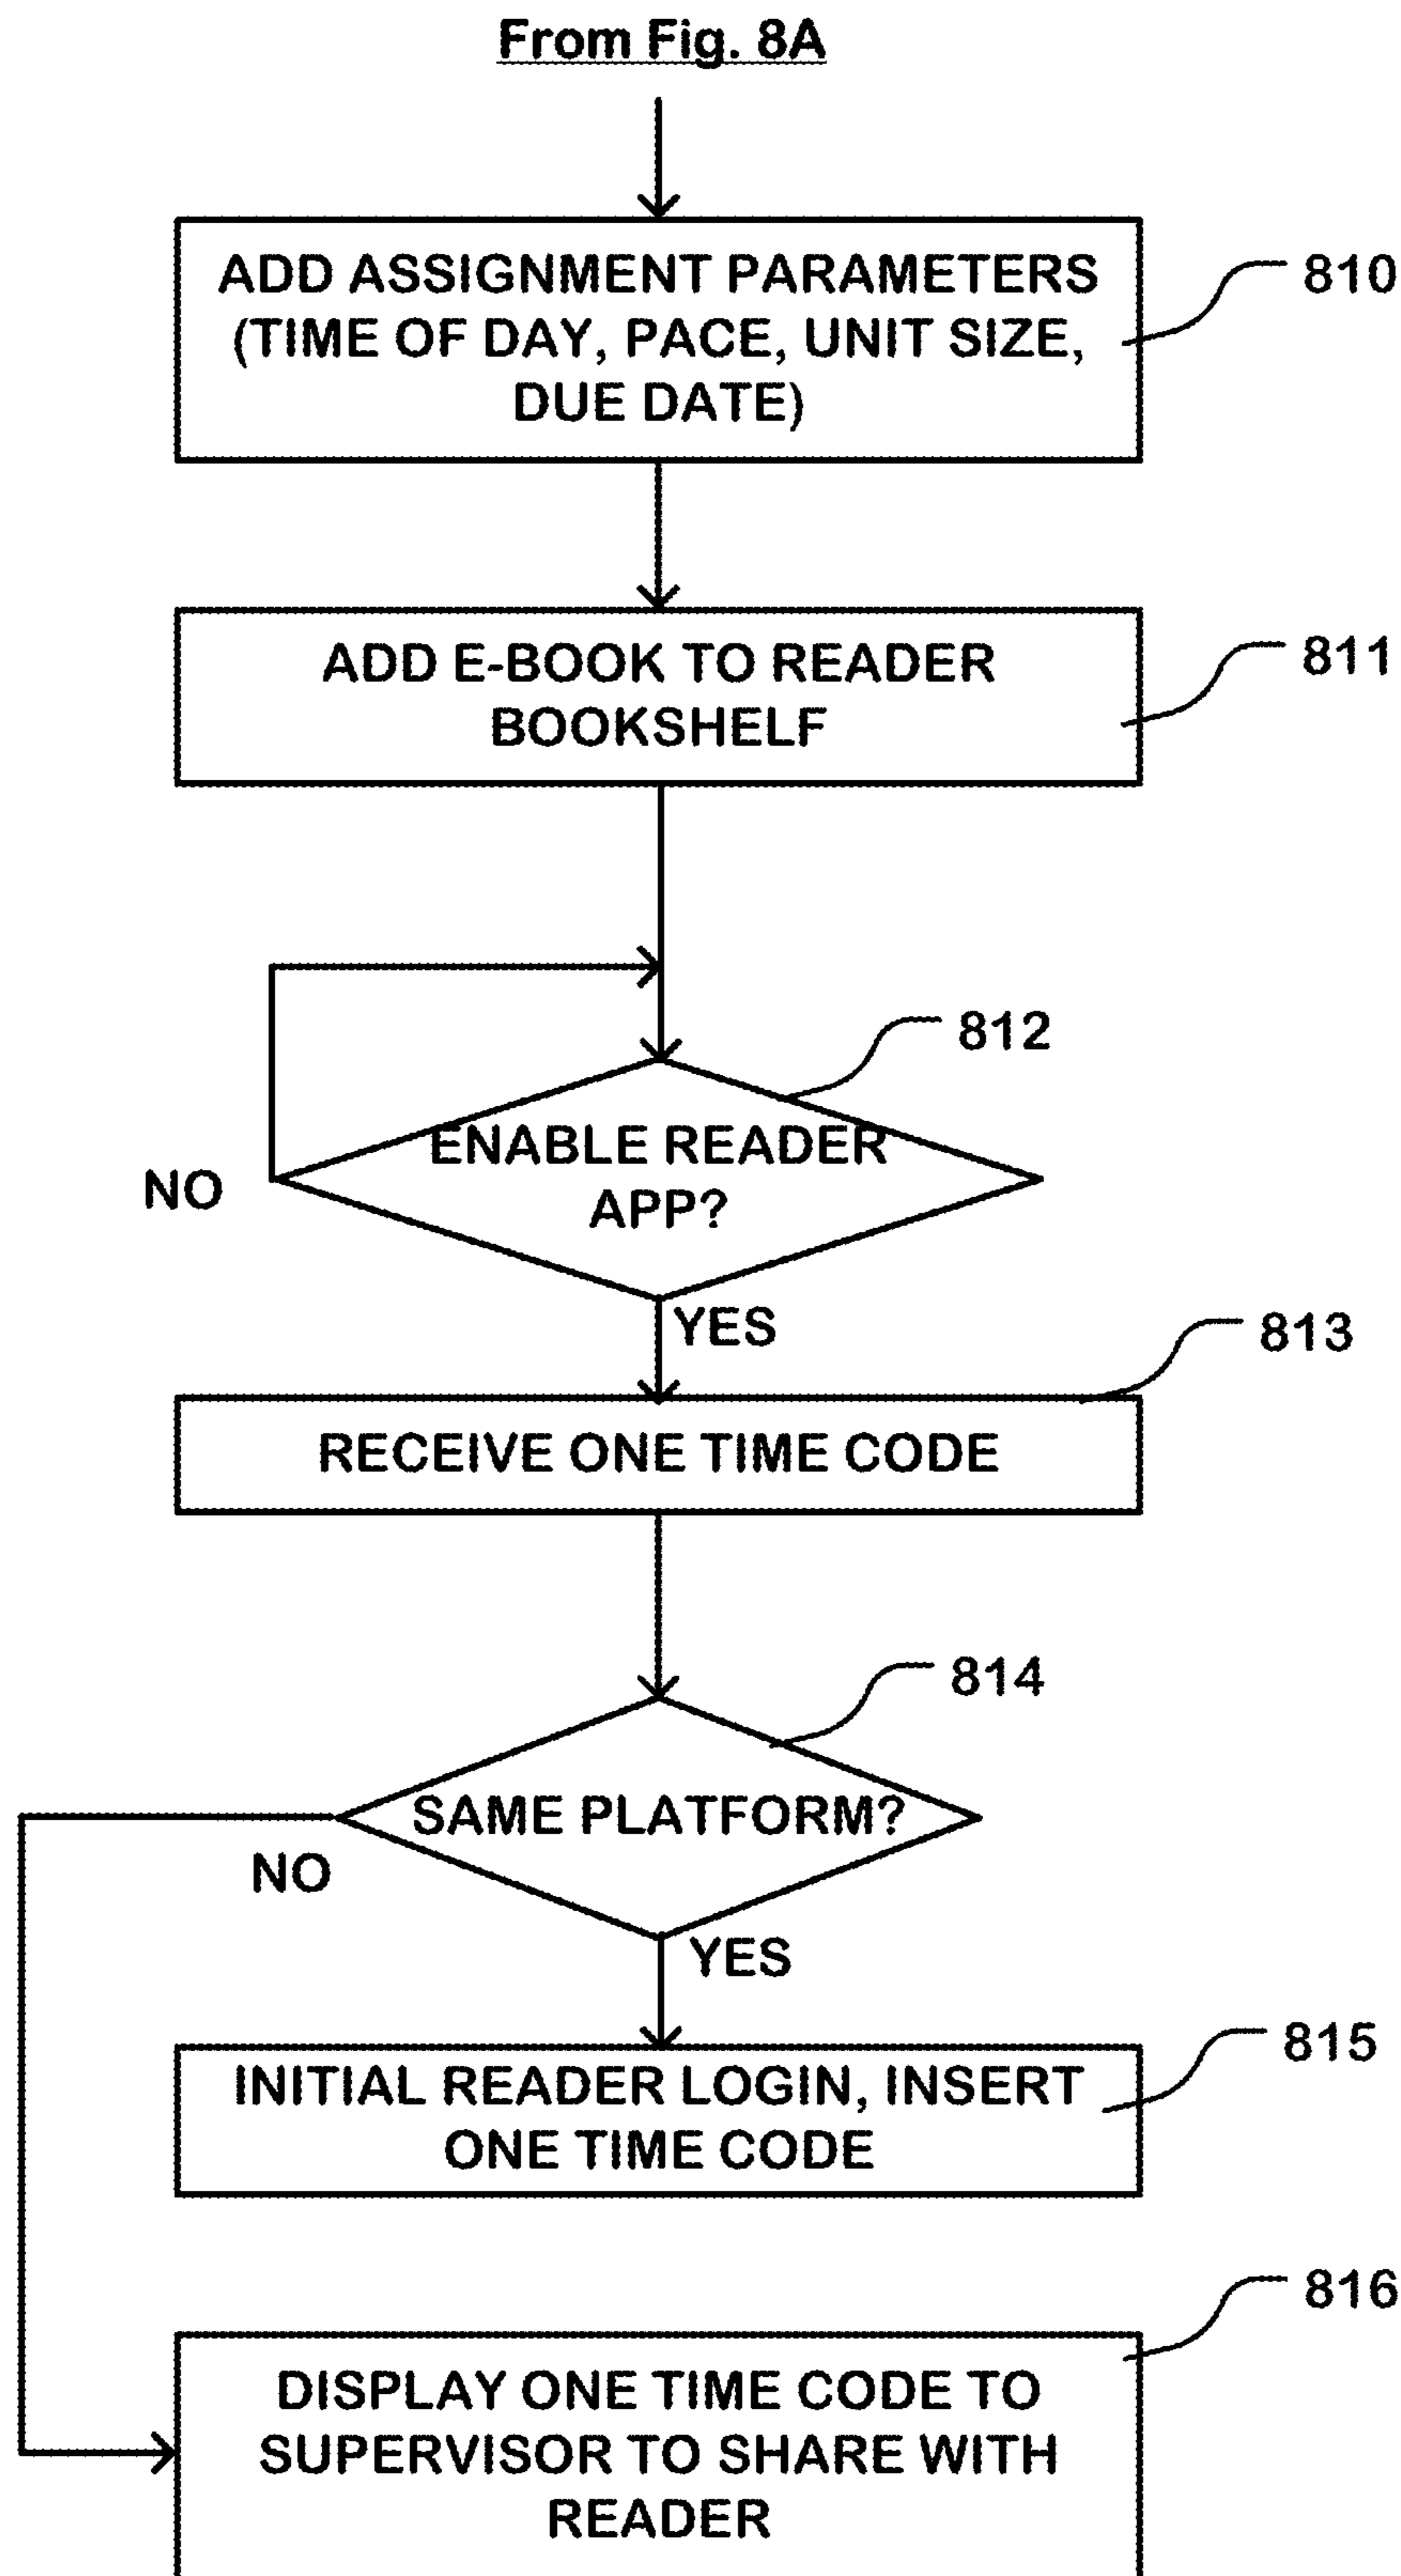 From Fig. 8A
ADD ASSIGNMENT PARAMETERS
(TIME OF DAY, PACE, UNIT SIZE,
DUE DATE)
810
ADD E-BOOK TO READER
BOOKSHELF
811
812
ENABLE READER
APP?
NO
YES
813
RECEIVE ONE TIME CODE
814
SAME PLATFORM?
NO
YES
815
INITIAL READER LOGIN, INSERT
ONE TIME CODE
816
DISPLAY ONE TIME CODE TO
SUPERVISOR TO SHARE WITH
READER